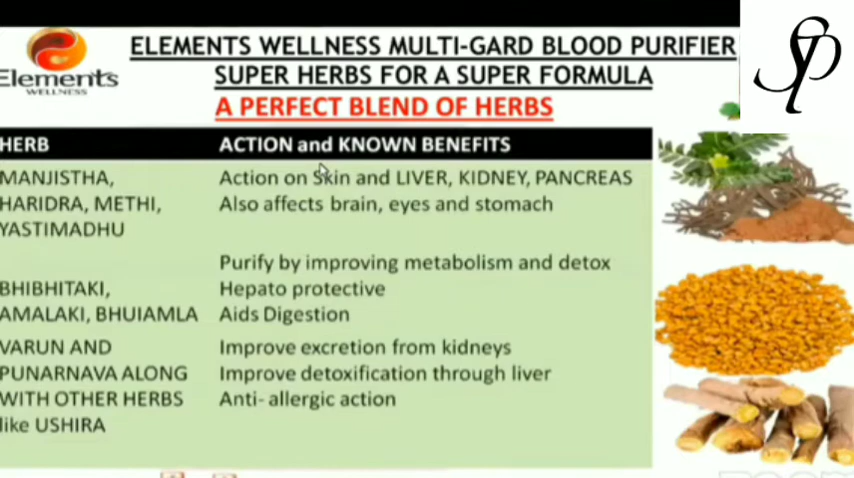 Elements
WELLNESS
ELEMENTS WELLNESS MULTI-GARD BLOOD PURIFIER
SUPER HERBS FOR A SUPER FORMULA
A PERFECT BLEND OF HERBS
HERB ACTION and KNOWN BENEFITS
MANJISTHA, Action on Skin and LIVER, KIDNEY, PANCREAS
HARIDRA, METHI, Also affects brain, eyes and stomach
YASTIMADHU
Purify by improving metabolism and detox
BHIBHITAKI, Hepato protective
AMALAKI, BHUIAMLA Aids Digestion
VARUN AND Improve excretion from kidneys
PUNARNAVA ALONG Improve detoxification through liver
WITH OTHER HERBS Anti- allergic action
like USHIRA